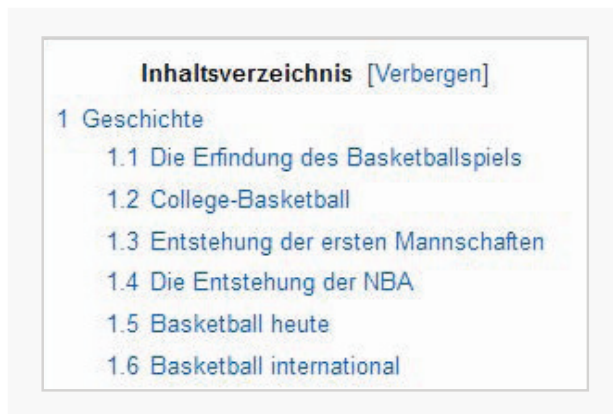 Inhaltsverzeichnis [Verbergen]
1 Geschichte
1.1 Die Erfindung des Basketballspiels
1.2 College-Basketball
1.3 Entstehung der ersten Mannschaften
1.4 Die Entstehung der NBA
1.5 Basketball heute
1.6 Basketball international